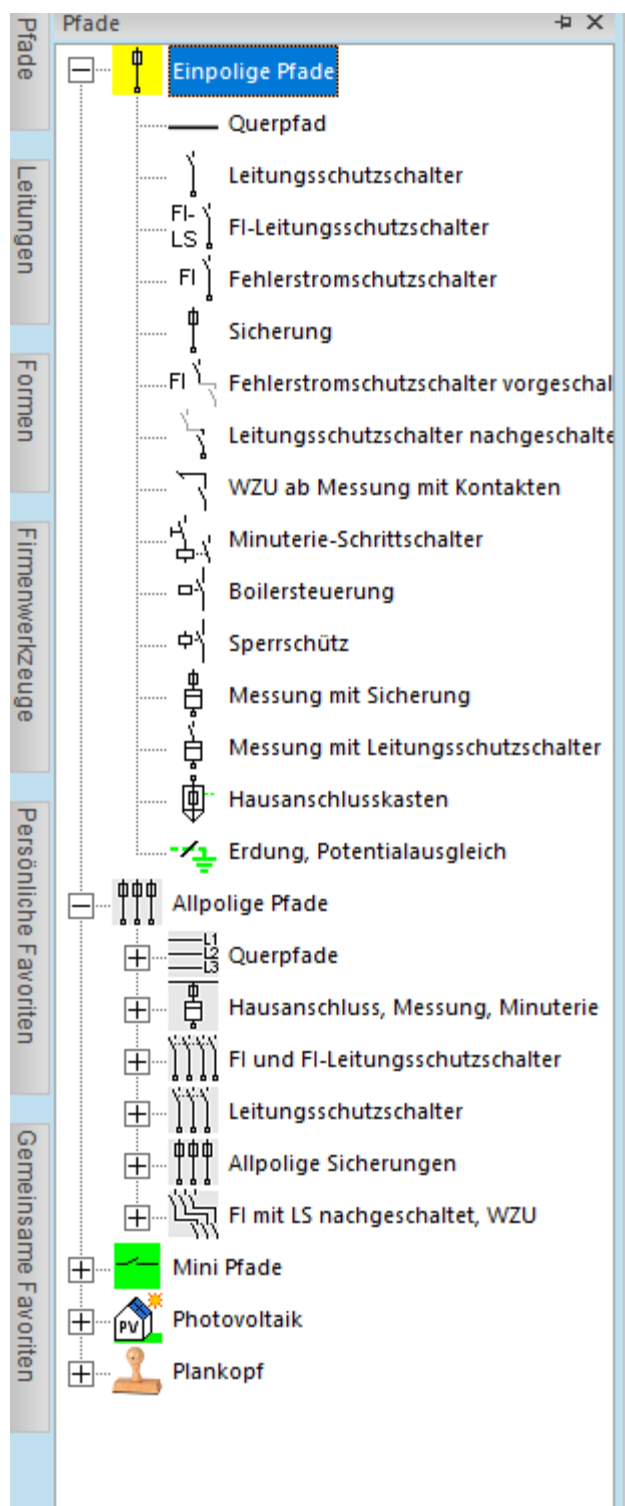 Pfade
Einpolige Pfade
Querpfad
Leitungsschutzschalter
FI-
LS
FI-Leitungsschutzschalter
FI
Fehlerstromschutzschalter
Sicherung
FI
Fehlerstromschutzschalter vorgeschal
Leitungsschutzschalter nachgeschalte
WZU ab Messung mit Kontakten
Minuterie-Schrittschalter
Boilersteuerung
Sperrschütz
Messung mit Sicherung
Messung mit Leitungsschutzschalter
Hausanschlusskasten
Erdung, Potentialausgleich
Allpolige Pfade
L1
L2
L3
Querpfade
Hausanschluss, Messung, Minuterie
FI und FI-Leitungsschutzschalter
Leitungsschutzschalter
Allpolige Sicherungen
FI mit LS nachgeschaltet, WZU
Mini Pfade
PV
Photovoltaik
Plankopf
Pfade
Leitungen
Formen
Firmenwerkzeuge
Persönliche Favoriten
Gemeinsame Favoriten